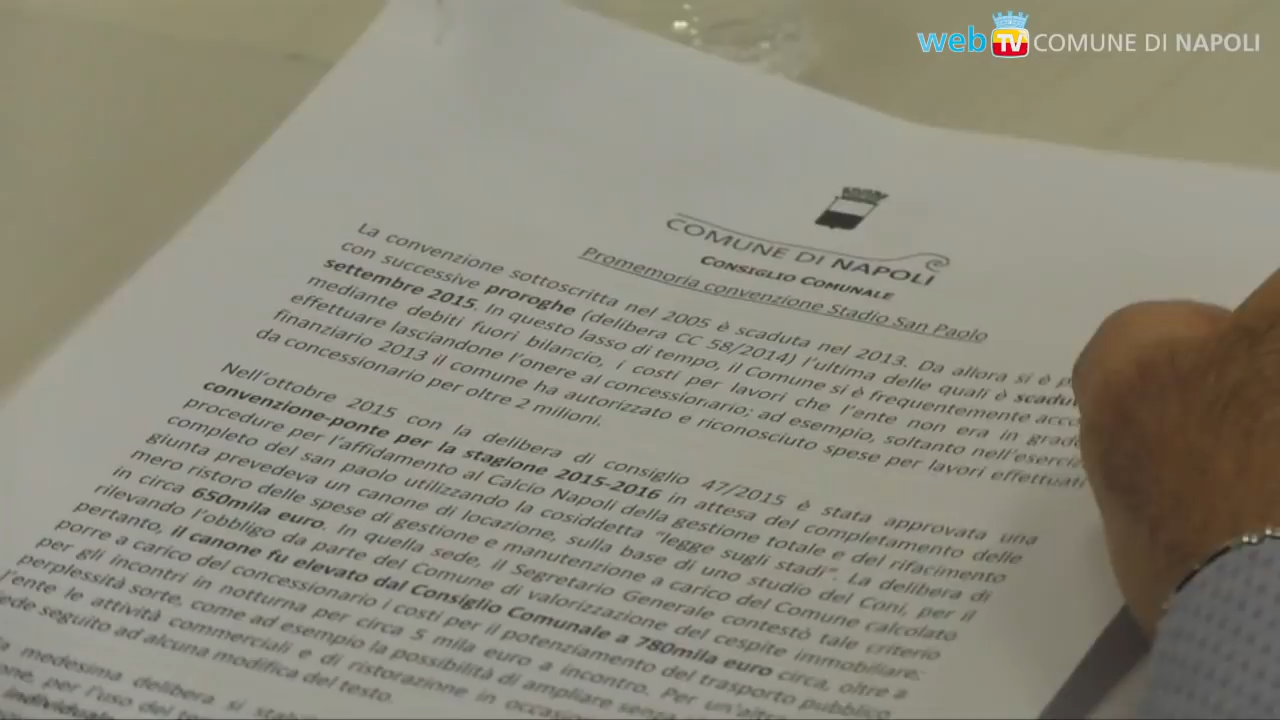 webTV COMUNE DI NAPOLI
COMUNE DI NAPOLI
CONSIGLIO COMUNALE
Promemoria convenzione Stadio San Paolo
La convenzione sottoscritta nel 2005 è scaduta nel 2013. Da allora si è
con successive proroghe (delibera CC 58/2014) l'ultima delle quali è
settembre 2015. In questo lasso di tempo, il Comune si è frequentemente
mediante debiti fuori bilancio, i costi per lavori che l'ente non era in
effettuare lasciandone l'onere al concessionario; ad esempio, soltanto
finanziario 2013 il comune ha autorizzato e riconosciuto spese per lavori effettuati
da concessionario per oltre 2 milioni.
Nell'ottobre 2015 con la delibera di consiglio 47/2015 è stata approvata una
convenzione-ponte per la stagione 2015-2016 in attesa del completamento delle
procedure per l'affidamento al Calcio Napoli della gestione totale e del rifacimento
completo del san paolo utilizzando la cosiddetta "legge sugli stadi". La delibera di
giunta prevedeva un canone di locazione, sulla base di uno studio del Coni, per il
mero ristoro delle spese di gestione e manutenzione a carico del Comune calcolato
in circa 650mila euro. In quella sede, il Segretario Generale contestò tale criterio
rilevando l'obbligo da parte del Comune di valorizzazione del cespite immobiliare;
pertanto, il canone fu elevato dal Consiglio Comunale a 780mila euro circa, oltre a
porre a carico del concessionario i costi per il potenziamento del trasporto pubblico
per gli incontri in notturna per circa 5 mila euro a incontro. Per
perplessità sorte, come ad esempio la possibilità di ampliare
l'ente le attività commerciali e di ristorazione in
seguito ad alcuna modifica del testo.
medesima delibera si
per l'uso del